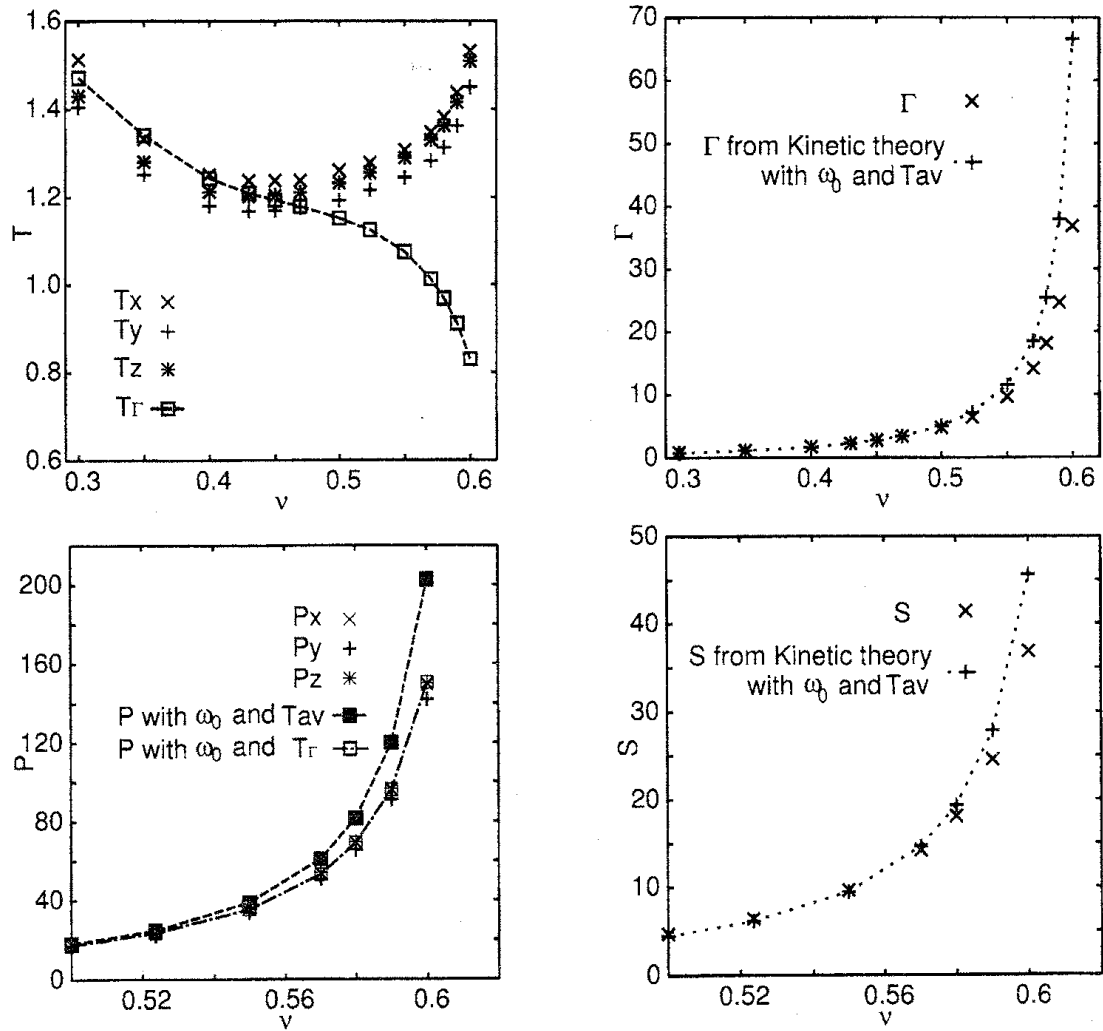 1.6
1.4
1.2
1.0
0.8
0.6
T
Tx
Ty
Tz
TΓ
0.3
0.4
0.5
0.6
ν
70
60
50
40
30
20
10
0
Γ
Γ
Γ from Kinetic theory
with ω₀ and Tav
0.3
0.4
0.5
0.6
ν
200
160
120
80
40
0
P
Px
Py
Pz
P with ω₀ and Tav
P with ω₀ and TΓ
0.52
0.56
0.6
ν
50
40
30
20
10
0
S
S
S from Kinetic theory
with ω₀ and Tav
0.52
0.56
0.6
ν